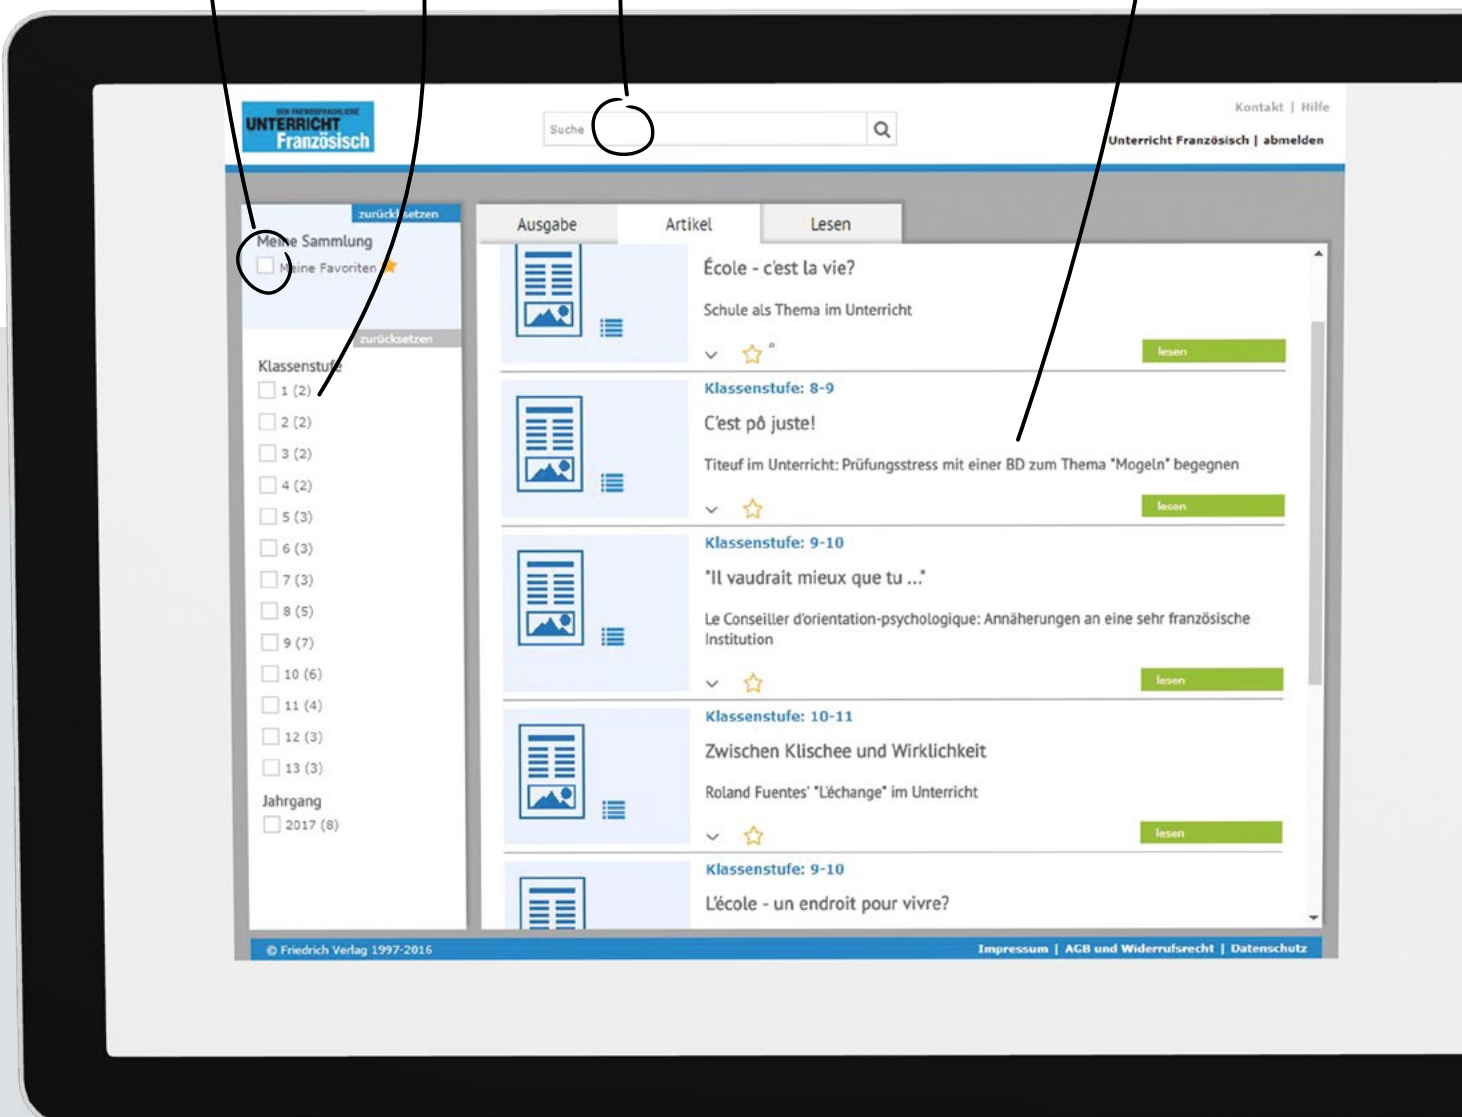 DER FREMDSPRACHLICHE
UNTERRICHT
Französisch
Suche
Kontakt | Hilfe
Unterricht Französisch | abmelden
zurücksetzen
Meine Sammlung
Meine Favoriten
zurücksetzen
Klassenstufe
1 (2)
2 (2)
3 (2)
4 (2)
5 (3)
6 (3)
7 (3)
8 (5)
9 (7)
10 (6)
11 (4)
12 (3)
13 (3)
Jahrgang
2017 (8)
Ausgabe
Artikel
Lesen
École - c'est la vie?
Schule als Thema im Unterricht
lesen
Klassenstufe: 8-9
C'est pô juste!
Titeuf im Unterricht: Prüfungsstress mit einer BD zum Thema "Mogeln" begegnen
lesen
Klassenstufe: 9-10
"Il vaudrait mieux que tu ..."
Le Conseiller d'orientation-psychologique: Annäherungen an eine sehr französische
Institution
lesen
Klassenstufe: 10-11
Zwischen Klischee und Wirklichkeit
Roland Fuentes' "L'échange" im Unterricht
lesen
Klassenstufe: 9-10
L'école - un endroit pour vivre?
© Friedrich Verlag 1997-2016
Impressum | AGB und Widerrufsrecht | Datenschutz